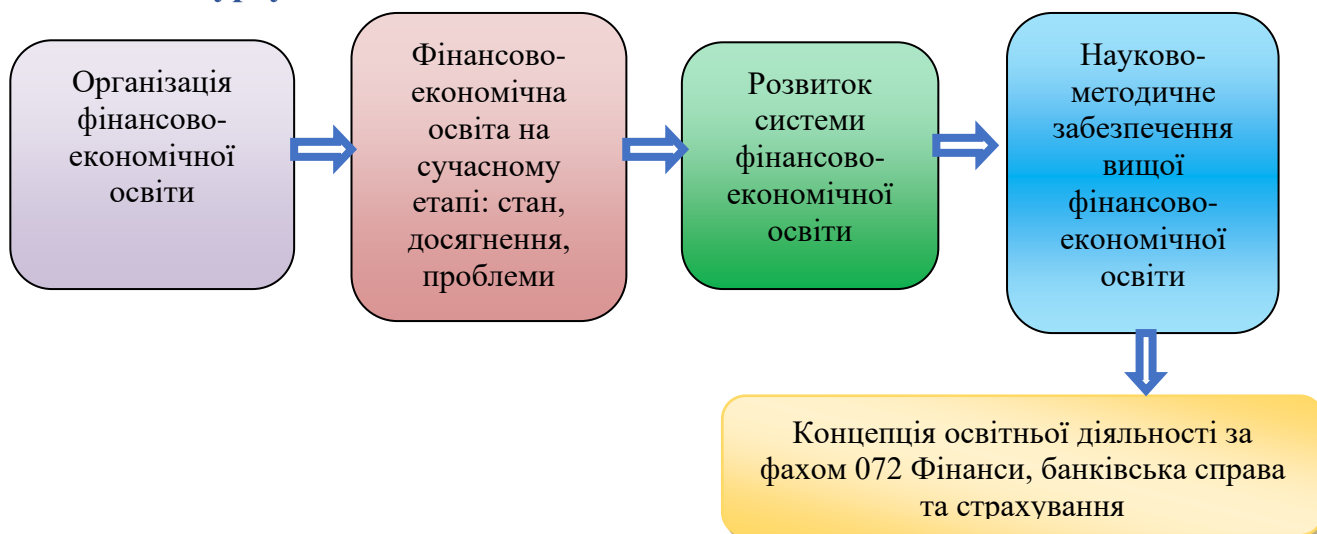 Організація
фінансово-
економічної
освіти
Фінансово-
економічна
освіта на
сучасному
етапі: стан,
досягнення,
проблеми
Розвиток
системи
фінансово-
економічної
освіти
Науково-
методичне
забезпечення
вищої
фінансово-
економічної
освіти
Концепція освітньої діяльності за
фахом 072 Фінанси, банківська справа
та страхування